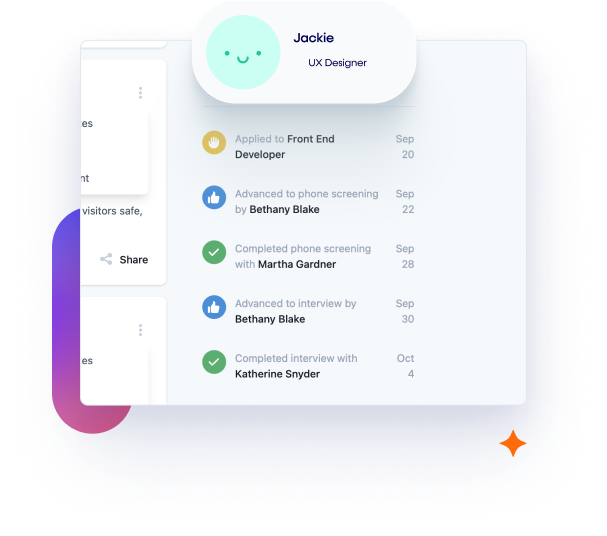 Jackie
UX Designer
es
nt
visitors safe,
Share
es
Applied to Front End
Developer
Sep
20
Advanced to phone screening
by Bethany Blake
Sep
22
Completed phone screening
with Martha Gardner
Sep
28
Advanced to interview by
Bethany Blake
Sep
30
Completed interview with
Katherine Snyder
Oct
4